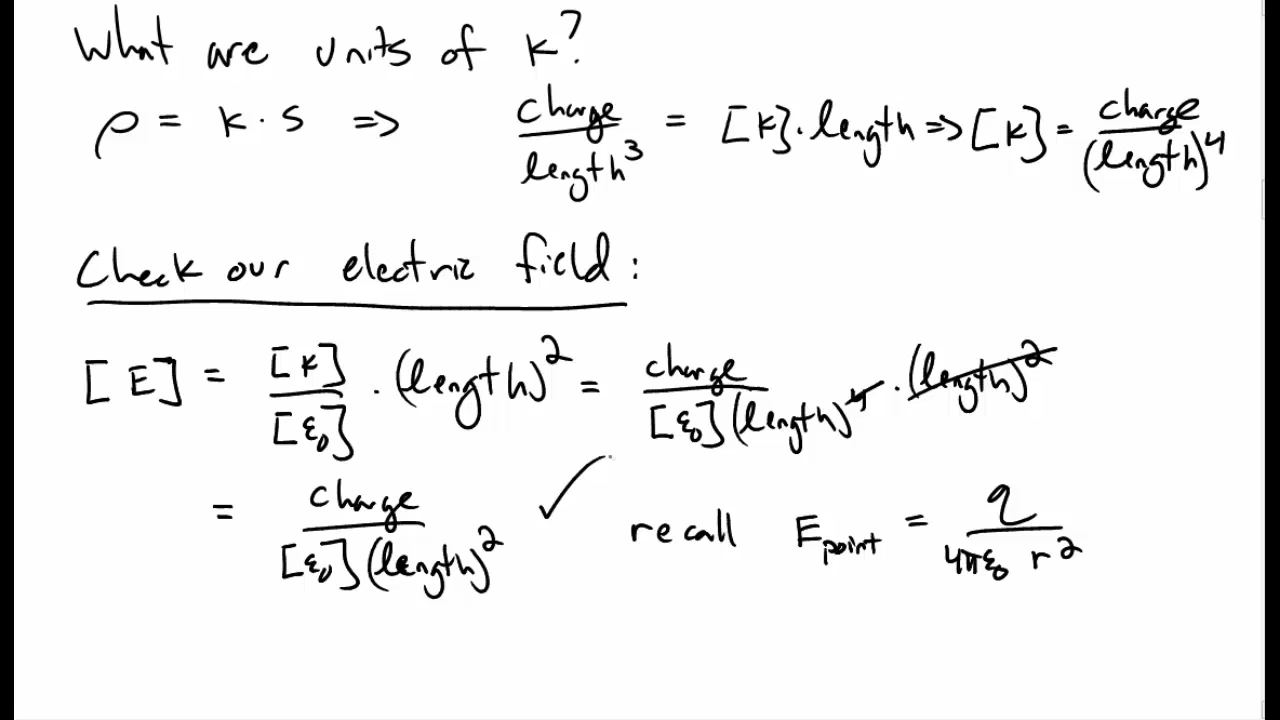 What are units of k?
ρ = k · s ⇒ charge/length³ = [k] · length ⇒ [k] = charge/(length)⁴
Check our electric field:
[E] = [k]/[ε₀] · (length)² = charge/[ε₀](length)⁴ · (length)²
= charge/[ε₀](length)² ✓ recall E_point = q/4πε₀ r²